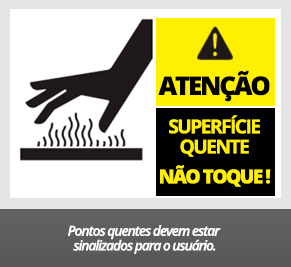 ATENÇÃO
SUPERFÍCIE
QUENTE
NÃO TOQUE !
Pontos quentes devem estar
sinalizados para o usuário.